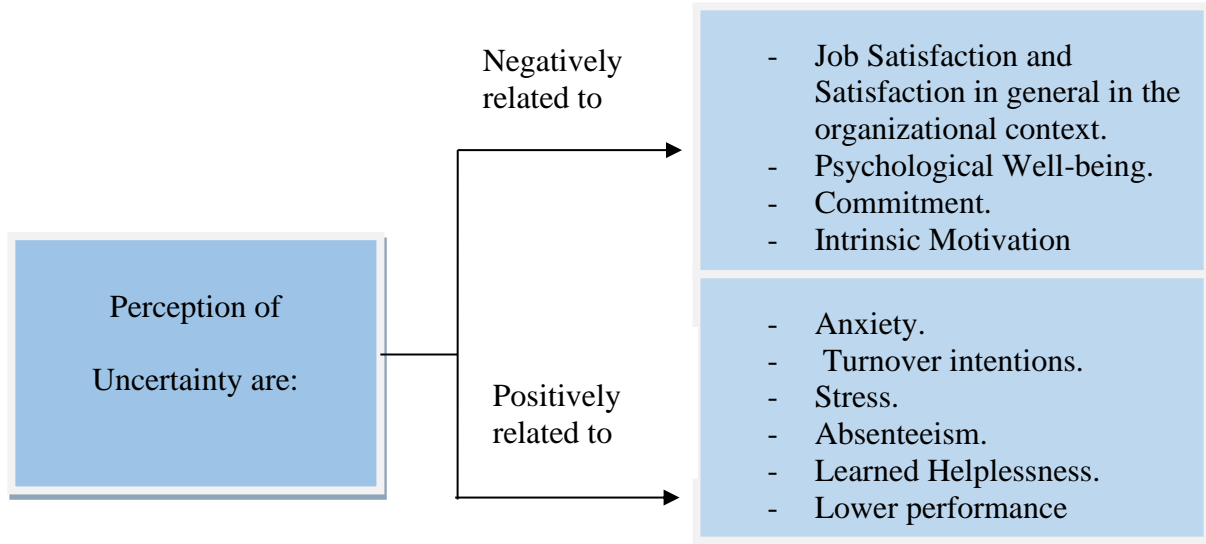 Perception of
Uncertainty are:
Negatively
related to
- Job Satisfaction and
Satisfaction in general in the
organizational context.
- Psychological Well-being.
- Commitment.
- Intrinsic Motivation
Positively
related to
- Anxiety.
- Turnover intentions.
- Stress.
- Absenteeism.
- Learned Helplessness.
- Lower performance